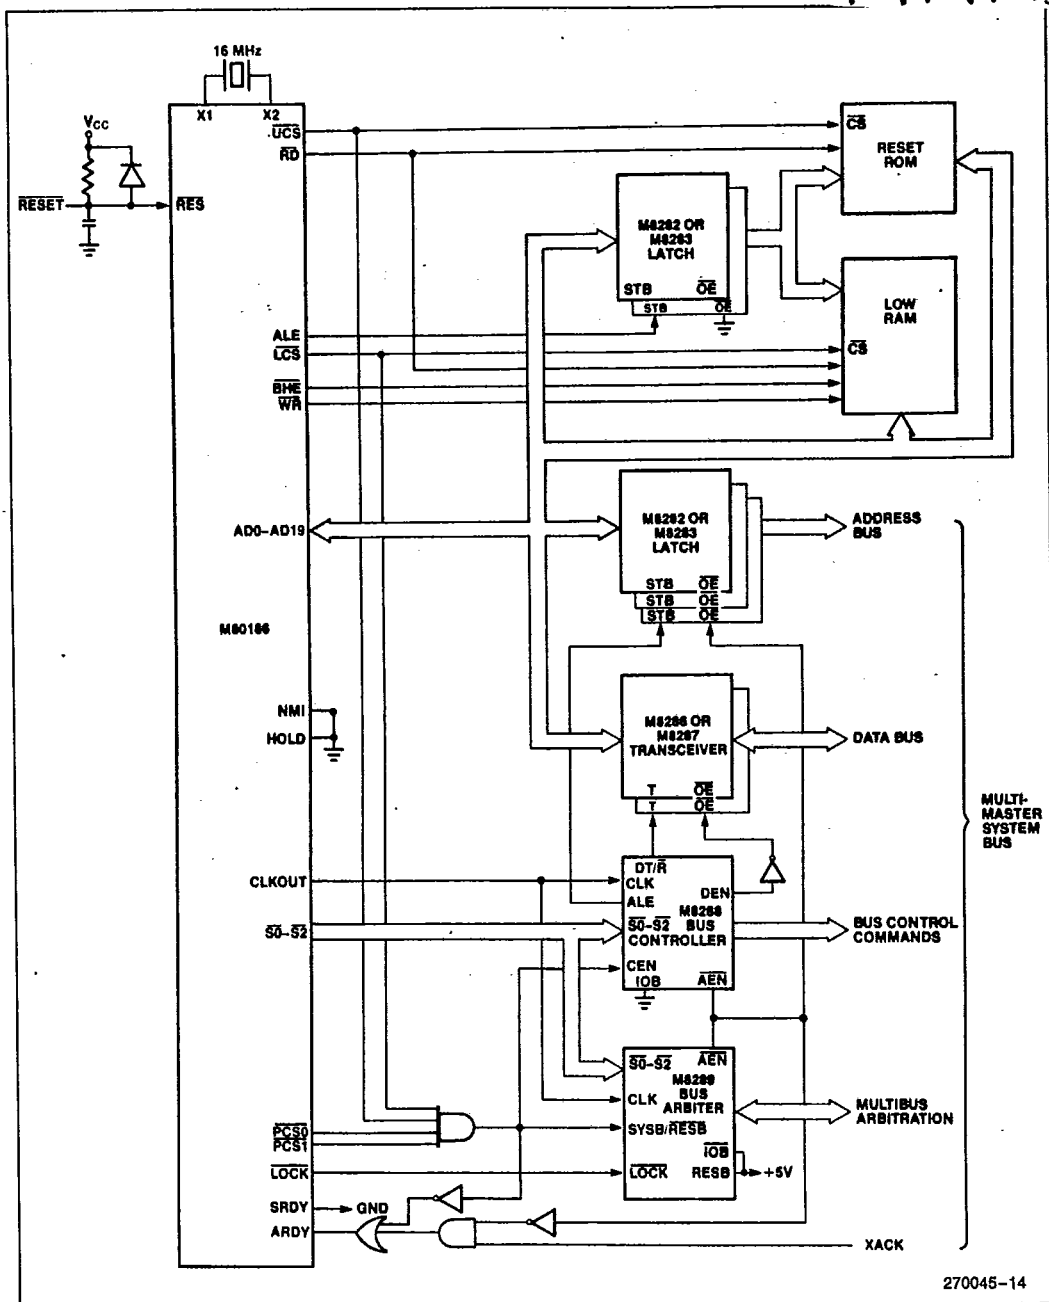 16 MHz
X1 X2
VCC
UCS
CS
RD
RESET
ROM
RESET
RES
M8282 OR
M8283
LATCH
STB OE
STB OE
LOW
RAM
ALE
LCS
CS
BHE
WR
AD0-AD19
M8282 OR
M8283
LATCH
STB OE
STB OE
STB OE
ADDRESS
BUS
M80186
NMI
HOLD
M8286 OR
M8287
TRANSCEIVER
T OE
T OE
DATA BUS
MULTI-
MASTER
SYSTEM
BUS
CLKOUT
DT/R
CLK
ALE
DEN
S0-S2
S0-S2
M8288
BUS
CONTROLLER
BUS CONTROL
COMMANDS
CEN
IOB
AEN
S0-S2
AEN
M8289
BUS
ARBITER
CLK
MULTIBUS
ARBITRATION
SYSB/RESB
PCS0
PCS1
IOB
LOCK
LOCK
RESB
+5V
SRDY
GND
ARDY
XACK
270045-14